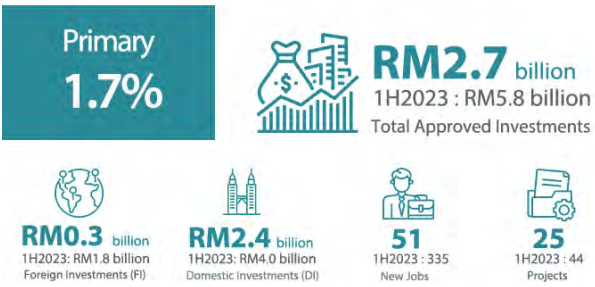 Primary
1.7%
$
RM2.7 billion
1H2023 : RM5.8 billion
Total Approved Investments
RM0.3 billion
1H2023: RM1.8 billion
Foreign Investments (FI)
RM2.4 billion
1H2023: RM4.0 billion
Domestic Investments (DI)
51
1H2023 : 335
New Jobs
25
1H2023 : 44
Projects